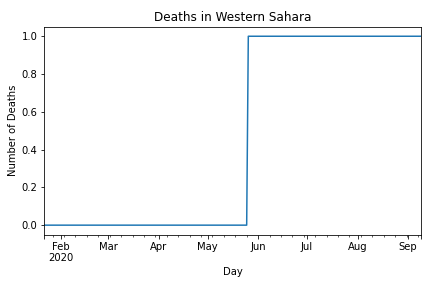 Deaths in Western Sahara
Number of Deaths
1.0
0.8
0.6
0.4
0.2
0.0
Feb Mar Apr May Jun Jul Aug Sep
2020
Day